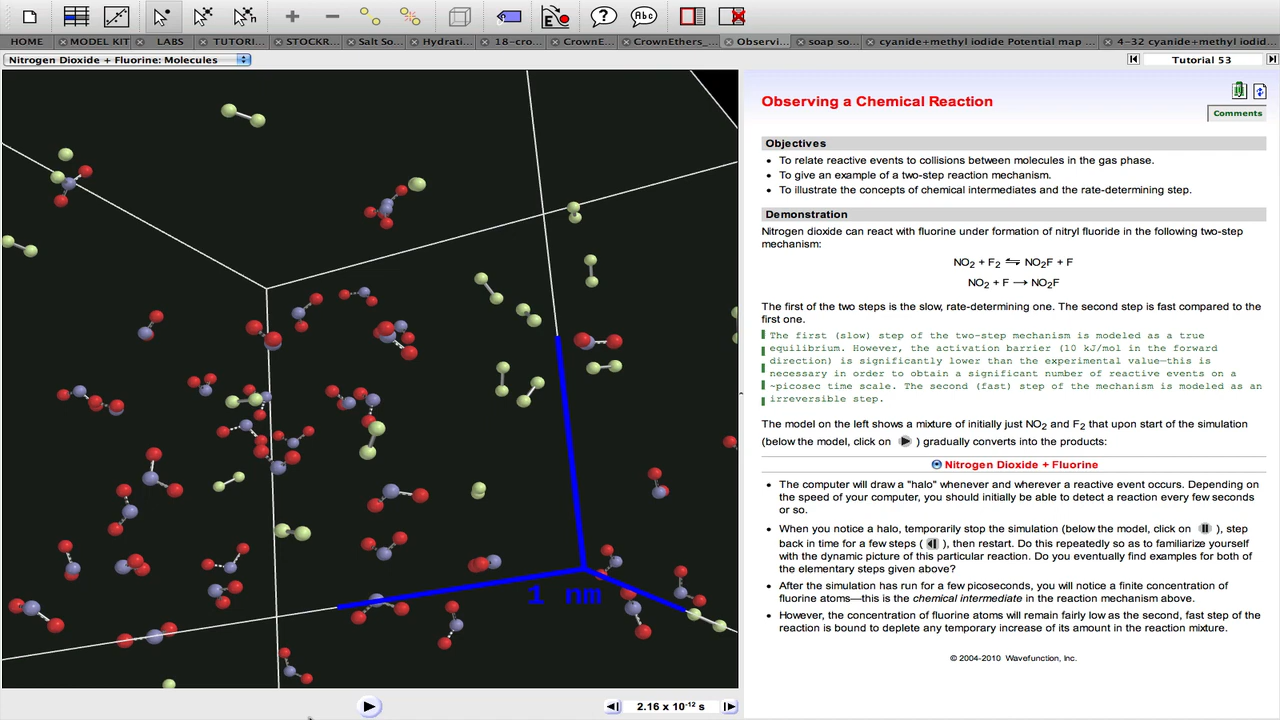 E
?
Abc
HOME
MODEL KIT
LABS
TUTORI...
STOCKR...
Salt So...
Hydrati...
18-cro...
CrownE...
CrownEthers_...
Observi...
soap so...
cyanide+methyl iodide Potential map ...
4-32 cyanide+methyl iodid...
Nitrogen Dioxide + Fluorine: Molecules
Tutorial 53
1 nm
2.16 x 10⁻¹² s
Observing a Chemical Reaction
Comments
Objectives
• To relate reactive events to collisions between molecules in the gas phase.
• To give an example of a two-step reaction mechanism.
• To illustrate the concepts of chemical intermediates and the rate-determining step.
Demonstration
Nitrogen dioxide can react with fluorine under formation of nitryl fluoride in the following two-step
mechanism:
NO₂ + F₂ ⇌ NO₂F + F
NO₂ + F → NO₂F
The first of the two steps is the slow, rate-determining one. The second step is fast compared to the
first one.
The first (slow) step of the two-step mechanism is modeled as a true
equilibrium. However, the activation barrier (10 kJ/mol in the forward
direction) is significantly lower than the experimental value—this is
necessary in order to obtain a significant number of reactive events on a
~picosec time scale. The second (fast) step of the mechanism is modeled as an
irreversible step.
The model on the left shows a mixture of initially just NO₂ and F₂ that upon start of the simulation
(below the model, click on ▶ ) gradually converts into the products:
Nitrogen Dioxide + Fluorine
• The computer will draw a "halo" whenever and wherever a reactive event occurs. Depending on
the speed of your computer, you should initially be able to detect a reaction every few seconds
or so.
• When you notice a halo, temporarily stop the simulation (below the model, click on ), step
back in time for a few steps ( ), then restart. Do this repeatedly so as to familiarize yourself
with the dynamic picture of this particular reaction. Do you eventually find examples for both of
the elementary steps given above?
• After the simulation has run for a few picoseconds, you will notice a finite concentration of
fluorine atoms—this is the chemical intermediate in the reaction mechanism above.
• However, the concentration of fluorine atoms will remain fairly low as the second, fast step of the
reaction is bound to deplete any temporary increase of its amount in the reaction mixture.
© 2004-2010 Wavefunction, Inc.